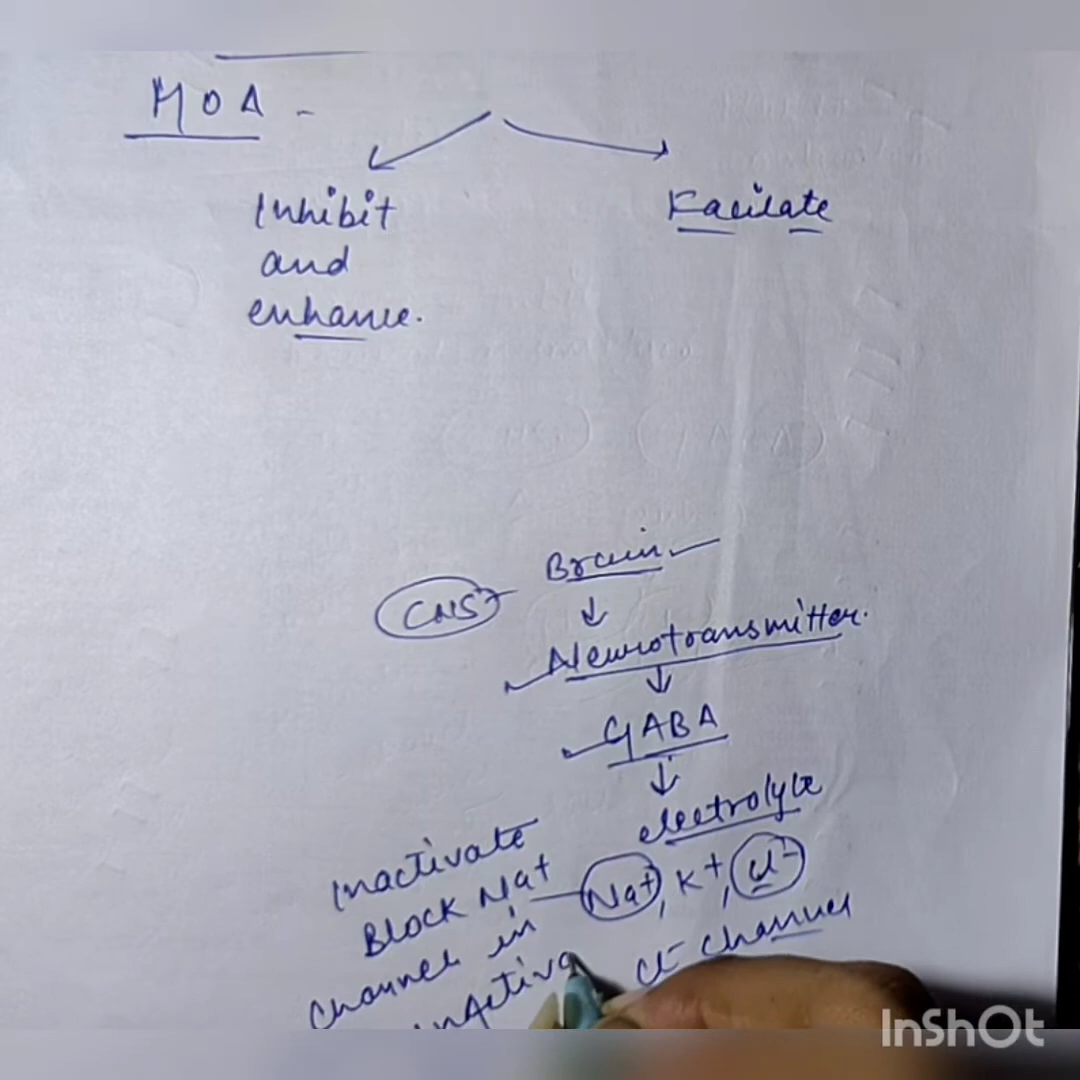 MOA -
Inhibit
and
enhance.
Facilate
Brain
CNS
Neurotransmitter.
GABA
electrolyte
Na+, K+, Cl-
Cl- channel
Inactivate
Block Na+
channel in
inactiva
InShOt